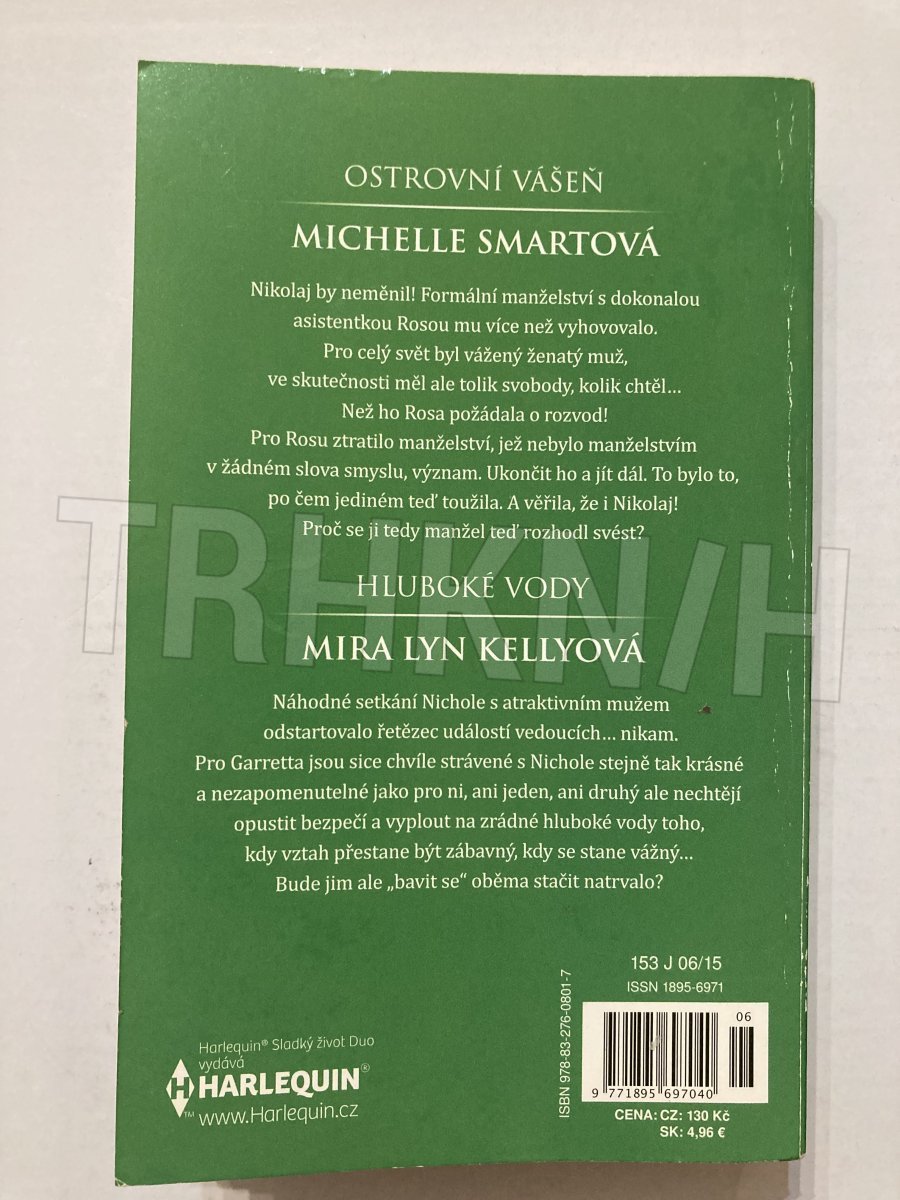 OSTROVNÍ VÁŠEŇ
MICHELLE SMARTOVÁ
Nikolaj by neměnil! Formální manželství s dokonalou
asistentkou Rosou mu více než vyhovovalo.
Pro celý svět byl vážený ženatý muž,
ve skutečnosti měl ale tolik svobody, kolik chtěl...
Než ho Rosa požádala o rozvod!
Pro Rosu ztratilo manželství, jež nebylo manželstvím
v žádném slova smyslu, význam. Ukončit ho a jít dál. To bylo to,
po čem jediném teď toužila. A věřila, že i Nikolaj!
Proč se ji tedy manžel teď rozhodl svést?
TRHKN/H
HLUBOKÉ VODY
MIRA LYN KELLYOVÁ
Náhodné setkání Nichole s atraktivním mužem
odstartovalo řetězec událostí vedoucích... nikam.
Pro Garretta jsou sice chvíle strávené s Nichole stejně tak krásné
a nezapomenutelné jako pro ni, ani jeden, ani druhý ale nechtějí
opustit bezpečí a vyplout na zrádné hluboké vody toho,
kdy vztah přestane být zábavný, kdy se stane vážný...
Bude jim ale „bavit se“ oběma stačit natrvalo?
153 J 06/15
ISSN 1895-6971
ISBN 978-83-276-0801-7
06
9 771895 697040
CENA: CZ: 130 Kč
SK: 4,96 €
Harlequin® Sladký život Duo
vydává
H HARLEQUIN®
™ www.Harlequin.cz